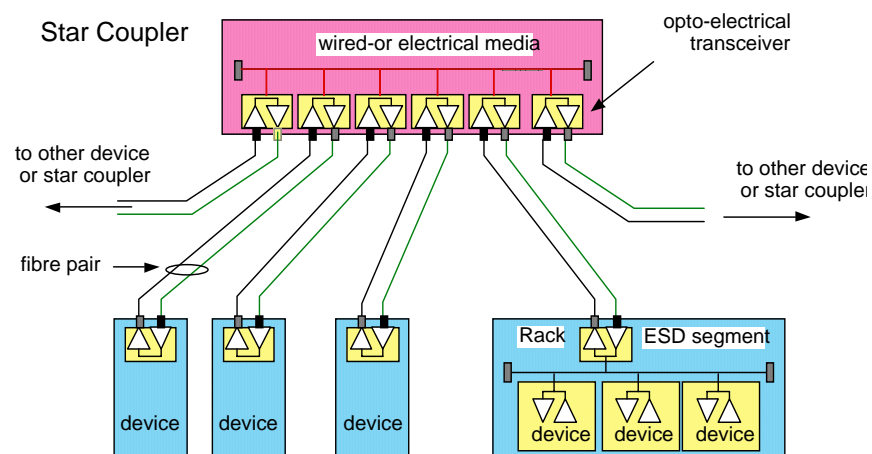 Star Coupler
wired-or electrical media
opto-electrical
transceiver
to other device
or star coupler
to other device
or star coupler
fibre pair
Rack
ESD segment
device
device
device
device
device
device